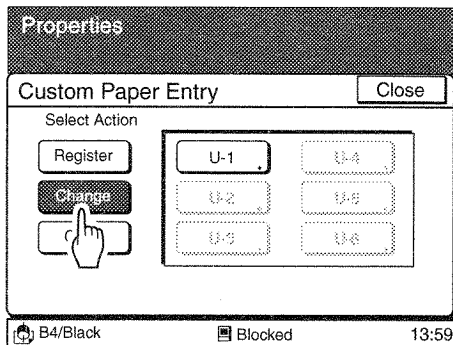 Properties
Custom Paper Entry Close
Select Action
Register U-1 U-4
Change U-2 U-5
U-3 U-6
B4/Black Blocked 13:59